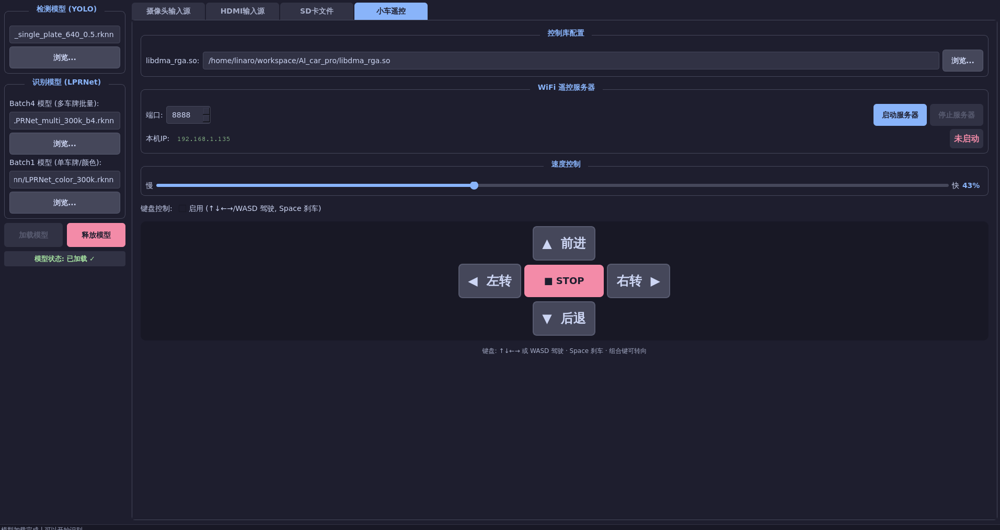 检测模型 (YOLO)
_single_plate_640_0.5.rknn
浏览...
识别模型 (LPRNet)
Batch4 模型 (多车牌批量):
.PRNet_multi_300k_b4.rknn
浏览...
Batch1 模型 (单车牌/颜色):
nn/LPRNet_color_300k.rknn
浏览...
加载模型 释放模型
模型状态: 已加载 ✓
摄像头输入源 HDMI输入源 SD卡文件 小车遥控
控制库配置
libdma_rga.so: /home/linaro/workspace/AI_car_pro/libdma_rga.so 浏览...
WiFi 遥控服务器
端口: 8888 启动服务器 停止服务器
本机IP: 192.168.1.135 未启动
速度控制
慢 快 43%
键盘控制: 启用 (↑↓←→/WASD 驾驶, Space 刹车)
▲ 前进
◀ 左转 ■ STOP 右转 ▶
▼ 后退
键盘: ↑↓←→ 或 WASD 驾驶 · Space 刹车 · 组合键可转向
模型加载完成 | 可以开始识别